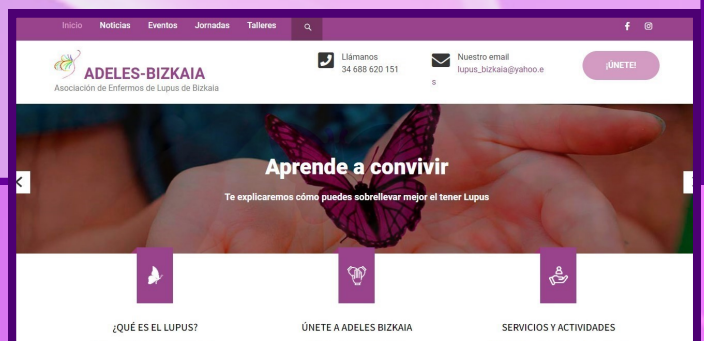 Inicio Noticias Eventos Jornadas Talleres
Llámanos
34 688 620 151
Nuestro email
lupus_bizkaia@yahoo.e
s
¡ÚNETE!
ADELES-BIZKAIA
Asociación de Enfermos de Lupus de Bizkaia
Aprende a convivir
Te explicaremos cómo puedes sobrellevar mejor el tener Lupus
¿QUÉ ES EL LUPUS?
ÚNETE A ADELES BIZKAIA
SERVICIOS Y ACTIVIDADES